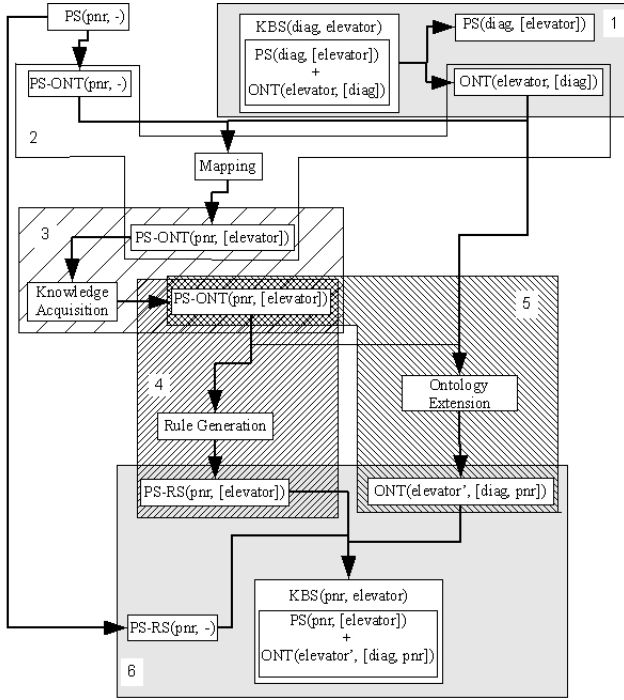 PS(pnr, -)
KBS(diag, elevator)
PS(diag, [elevator])
+
ONT(elevator, [diag])
PS(diag, [elevator])
1
PS-ONT(pnr, -)
ONT(elevator, [diag])
2
Mapping
3
PS-ONT(pnr, [elevator])
Knowledge
Acquisition
PS-ONT(pnr, [elevator])
5
4
Ontology
Extension
Rule Generation
PS-RS(pnr, [elevator])
ONT(elevator’, [diag, pnr])
KBS(pnr, elevator)
PS(pnr, [elevator])
+
ONT(elevator’, [diag, pnr])
PS-RS(pnr, -)
6